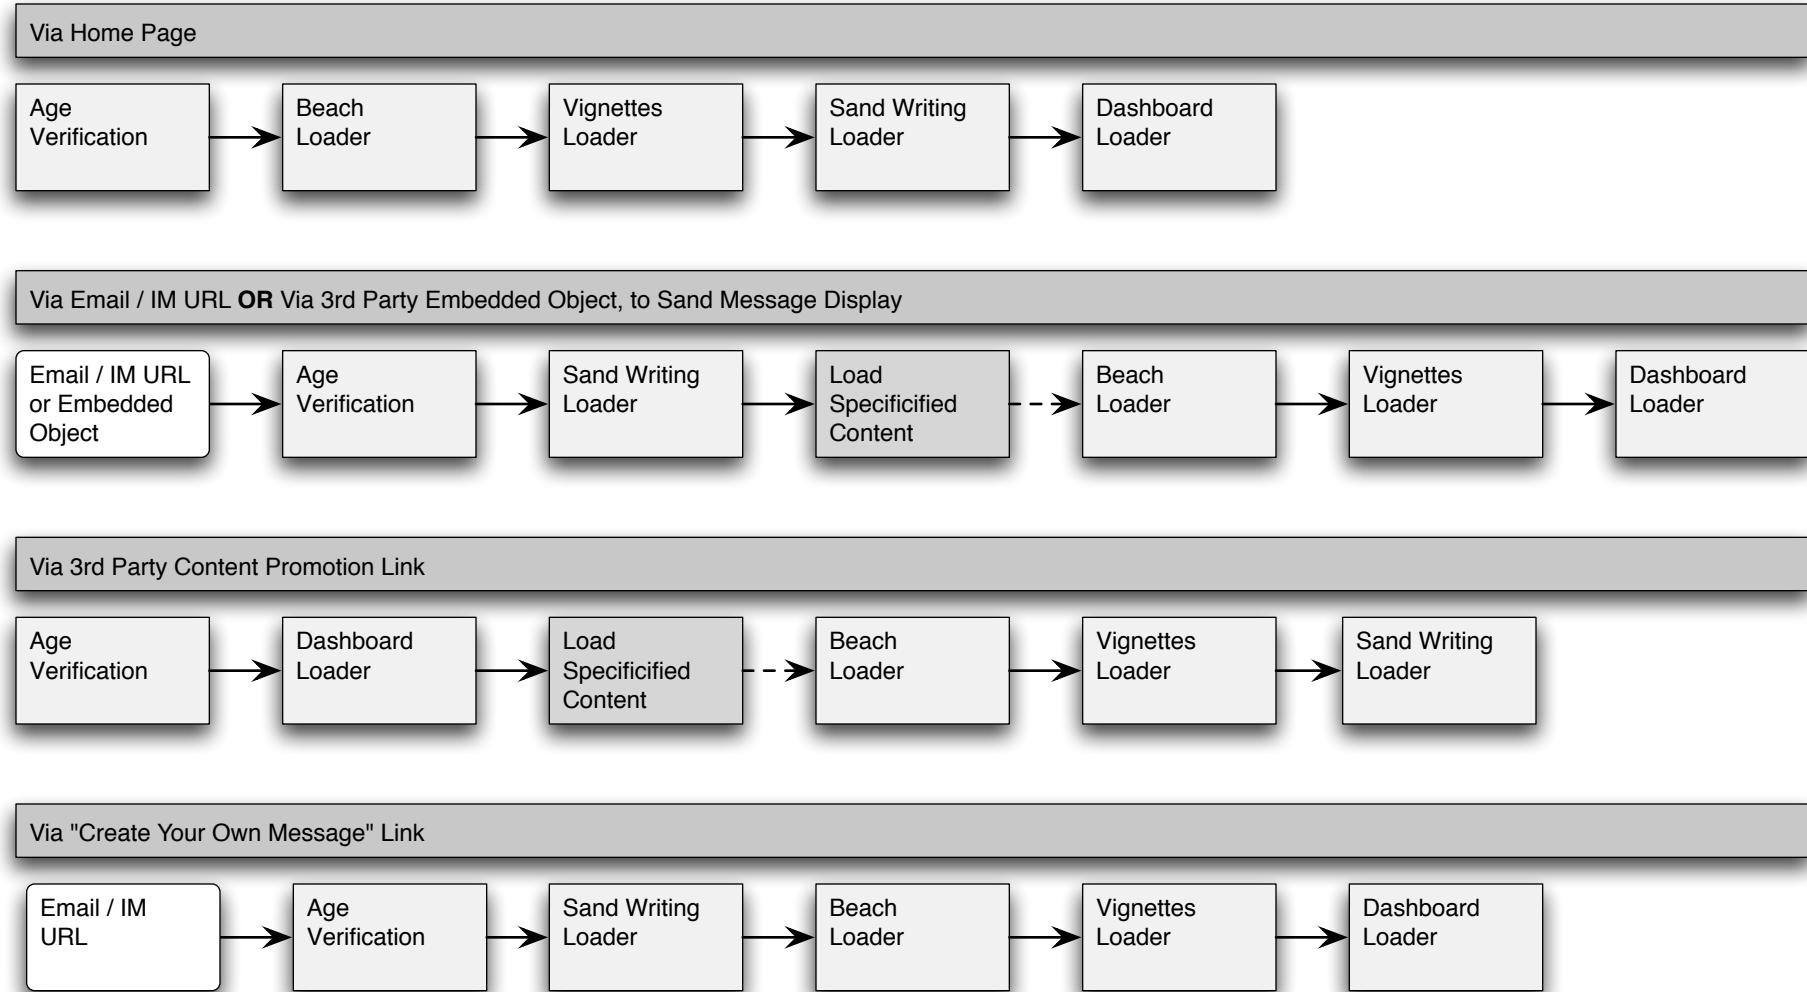 Via Home Page
Age
Verification
Beach
Loader
Vignettes
Loader
Sand Writing
Loader
Dashboard
Loader
Via Email / IM URL OR Via 3rd Party Embedded Object, to Sand Message Display
Email / IM URL
or Embedded
Object
Age
Verification
Sand Writing
Loader
Load
Specificified
Content
Beach
Loader
Vignettes
Loader
Dashboard
Loader
Via 3rd Party Content Promotion Link
Age
Verification
Dashboard
Loader
Load
Specificified
Content
Beach
Loader
Vignettes
Loader
Sand Writing
Loader
Via "Create Your Own Message" Link
Email / IM
URL
Age
Verification
Sand Writing
Loader
Beach
Loader
Vignettes
Loader
Dashboard
Loader